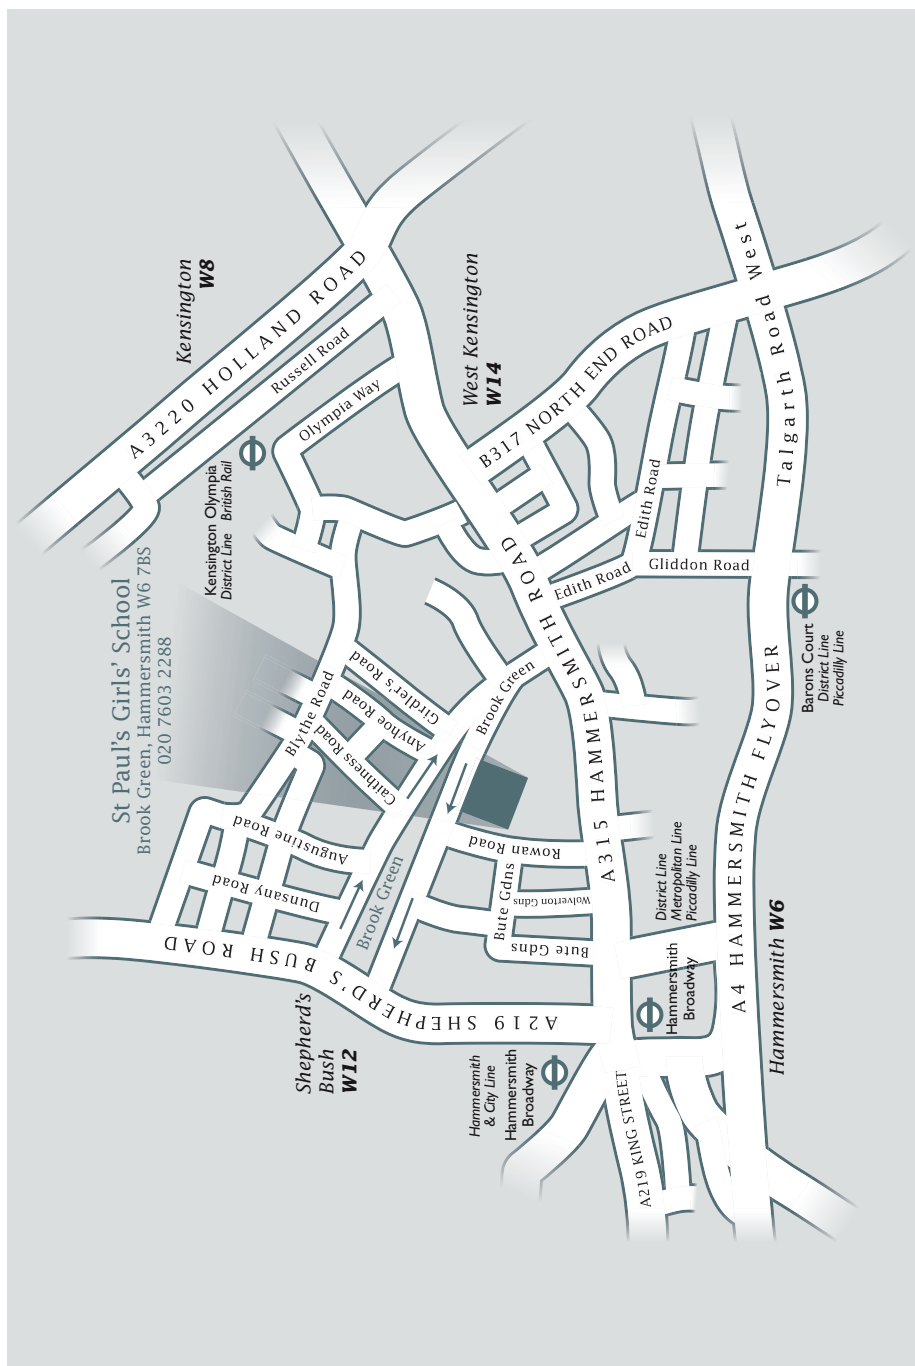 St Paul's Girls' School
Brook Green, Hammersmith W6 7BS
020 7603 2288
Kensington
W8
A3220 HOLLAND ROAD
Russell Road
Olympia Way
Kensington Olympia
District Line British Rail
West Kensington
W14
B317 NORTH END ROAD
Talgarth Road West
Edith Road
Edith Road
Gliddon Road
Barons Court
District Line
Piccadilly Line
Blythe Road
Girdler's Road
Anyhoe Road
Caithness Road
Brook Green
Augustine Road
Dunsany Road
Brook Green
Rowan Road
Bute Gdns
Wolverton Gdns
Bute Gdns
A315 HAMMERSMITH ROAD
A219 SHEPHERD'S BUSH ROAD
Shepherd's
Bush
W12
Hammersmith
& City Line
Hammersmith
Broadway
District Line
Metropolitan Line
Piccadilly Line
Hammersmith
Broadway
A219 KING STREET
A4 HAMMERSMITH FLYOVER
Hammersmith W6